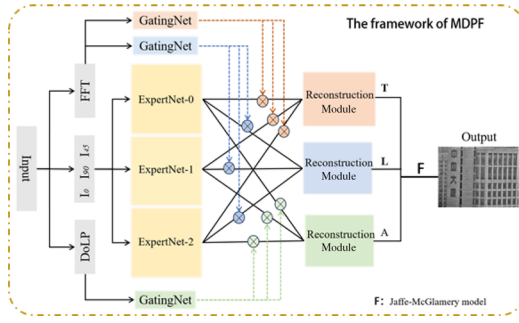 The framework of MDPF
GatingNet
GatingNet
FFT
ExpertNet-0
Reconstruction
Module
T
Input
I0 I90 I45
ExpertNet-1
Reconstruction
Module
L
F
Output
DoLP
ExpertNet-2
Reconstruction
Module
A
GatingNet
F: Jaffe-McGlamery model